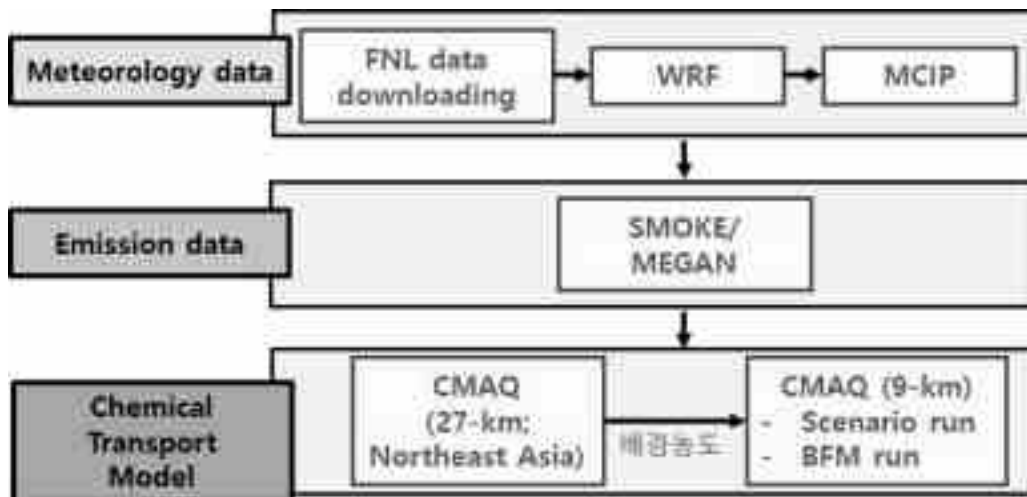 Meteorology data
FNL data
downloading
WRF
MCIP
Emission data
SMOKE/
MEGAN
Chemical
Transport
Model
CMAQ
(27-km;
Northeast Asia)
배경농도
CMAQ (9-km)
- Scenario run
- BFM run